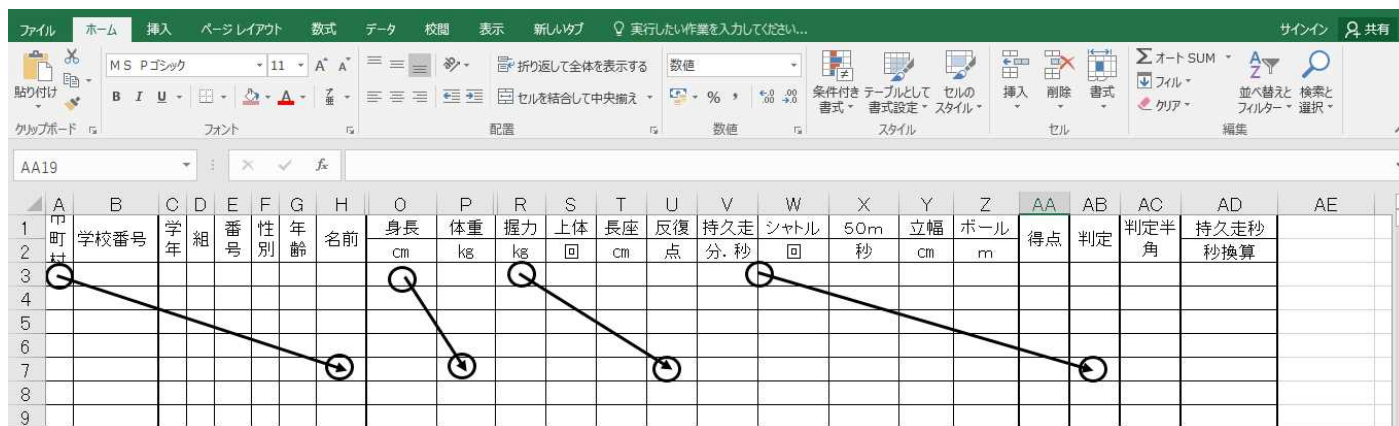 ファイル ホーム 挿入 ページ レイアウト 数式 データ 校閲 表示 新しいタブ 実行したい作業を入力してください... サインイン 共有
貼り付け
MS Pゴシック 11 A A
B I U A
折り返して全体を表示する
セルを結合して中央揃え
数値
% ,
条件付き書式
テーブルとして書式設定
セルのスタイル
挿入 削除 書式
Σ オート SUM
フィル
クリア
並べ替えとフィルター
検索と選択
クリップボード フォント 配置 数値 スタイル セル 編集
AA19 fx
A B C D E F G H O P Q R S T U V W X Y Z AA AB AC AD AE
1 市町村 学校番号 学年 組 番号 性別 年齢 名前 身長 体重 握力 上体 長座 反復 持久走 シャトル 50m 立幅 ボール 得点 判定 判定半角 持久走秒
2 cm kg kg 回 cm 点 分.秒 回 秒 cm m 秒換算
3
4
5
6
7
8
9